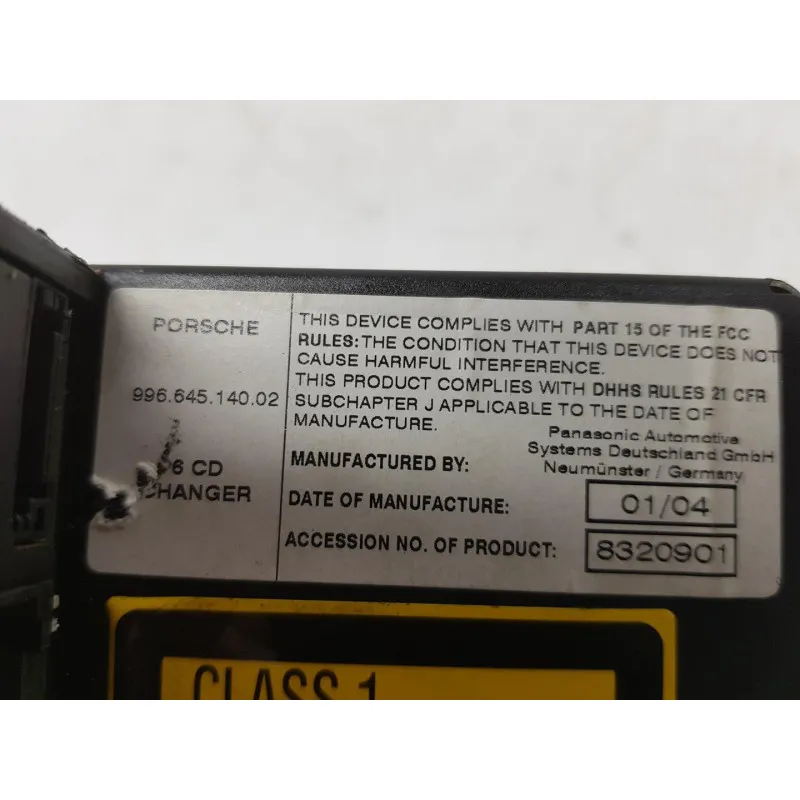 PORSCHE
996.645.140.02
6 CD
CHANGER
THIS DEVICE COMPLIES WITH PART 15 OF THE FCC
RULES: THE CONDITION THAT THIS DEVICE DOES NOT
CAUSE HARMFUL INTERFERENCE.
THIS PRODUCT COMPLIES WITH DHHS RULES 21 CFR
SUBCHAPTER J APPLICABLE TO THE DATE OF
MANUFACTURE.
MANUFACTURED BY:
Panasonic Automotive
Systems Deutschland GmbH
Neumünster / Germany
DATE OF MANUFACTURE: 01/04
ACCESSION NO. OF PRODUCT: 8320901
CLASS 1